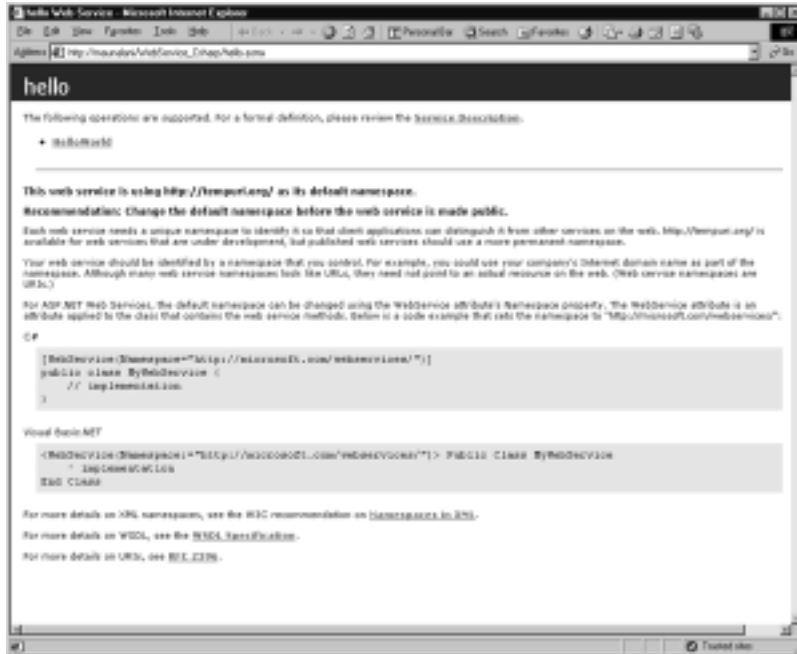 hello Web Service - Microsoft Internet Explorer
File Edit View Favorites Tools Help Back Personal Bar Search Favorites
Address
hello
The following operations are supported. For a formal definition, please review the Service Description.
HelloWorld
This web service is using http://tempuri.org/ as its default namespace.
Recommendation: Change the default namespace before the web service is made public.
Each web service needs a unique namespace to identify it so that client applications can distinguish it from other services on the web. http://tempuri.org/ is
available for web services that are under development, but published web services should use a more permanent namespace.
Your web service should be identified by a namespace that you control. For example, you could use your company's Internet domain name as part of the
namespace. Although many web service namespaces look like URLs, they need not point to an actual resource on the web. (Web service namespaces are
URIs.)
For ASP.NET Web Services, the default namespace can be changed using the WebService attribute's Namespace property. The WebService attribute is an
attribute applied to the class that contains the web service methods. Below is a code example that sets the namespace to "http://microsoft.com/webservices/":
C#
[WebService(Namespace="http://microsoft.com/webservices/")]
public class MyWebService {
// implementation
}
Visual Basic.NET
<WebService(Namespace:="http://microsoft.com/webservices/")> Public Class MyWebService
' implementation
End Class
For more details on XML namespaces, see the W3C recommendation on Namespaces in XML.
For more details on WSDL, see the WSDL Specification.
For more details on URIs, see RFC 2396.
Trusted sites